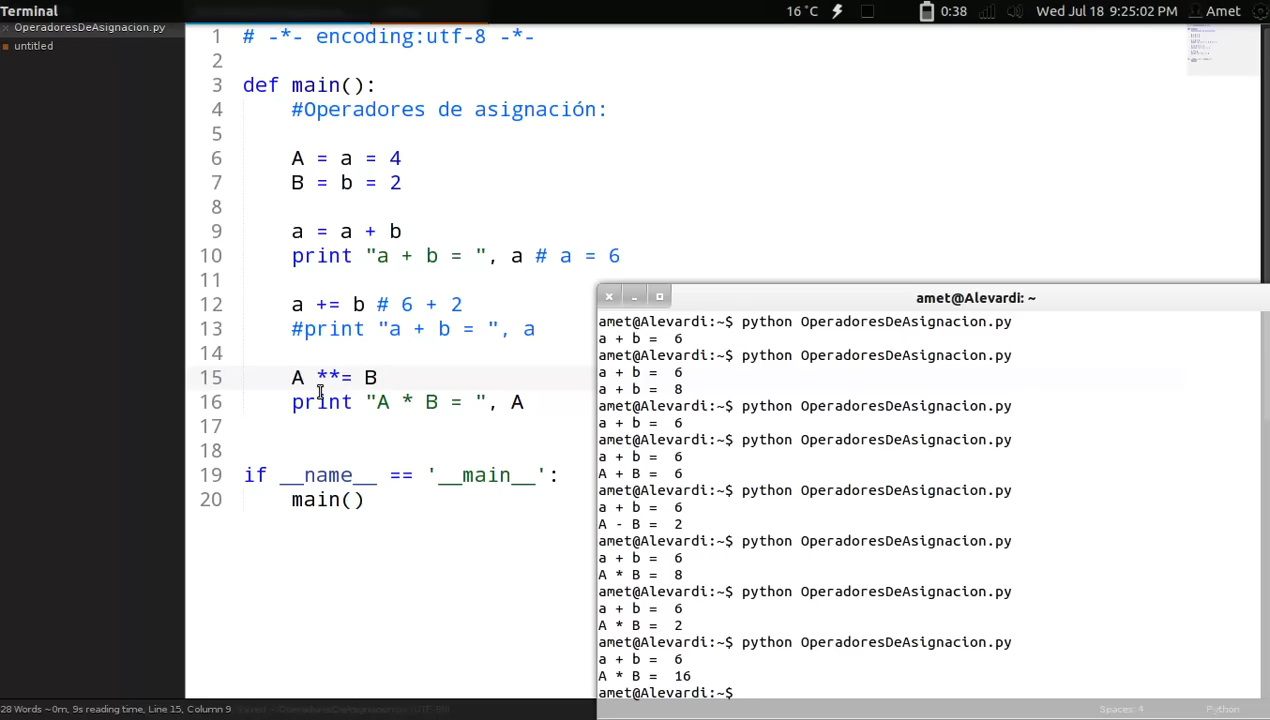 Terminal
16 °C
0:38
Wed Jul 18 9:25:02 PM
Amet
OperadoresDeAsignacion.py
untitled
1 # -*- encoding:utf-8 -*-
2
3 def main():
4 #Operadores de asignación:
5
6 A = a = 4
7 B = b = 2
8
9 a = a + b
10 print "a + b = ", a # a = 6
11
12 a += b # 6 + 2
13 #print "a + b = ", a
14
15 A **= B
16 print "A * B = ", A
17
18
19 if __name__ == '__main__':
20 main()
amet@Alevardi: ~
amet@Alevardi:~$ python OperadoresDeAsignacion.py
a + b =  6
amet@Alevardi:~$ python OperadoresDeAsignacion.py
a + b =  6
a + b =  8
amet@Alevardi:~$ python OperadoresDeAsignacion.py
a + b =  6
amet@Alevardi:~$ python OperadoresDeAsignacion.py
a + b =  6
A + B =  6
amet@Alevardi:~$ python OperadoresDeAsignacion.py
a + b =  6
A - B =  2
amet@Alevardi:~$ python OperadoresDeAsignacion.py
a + b =  6
A * B =  8
amet@Alevardi:~$ python OperadoresDeAsignacion.py
a + b =  6
A * B =  2
amet@Alevardi:~$ python OperadoresDeAsignacion.py
a + b =  6
A * B =  16
amet@Alevardi:~$
28 Words ~0m, 9s reading time, Line 15, Column 9
Spaces: 4
Python